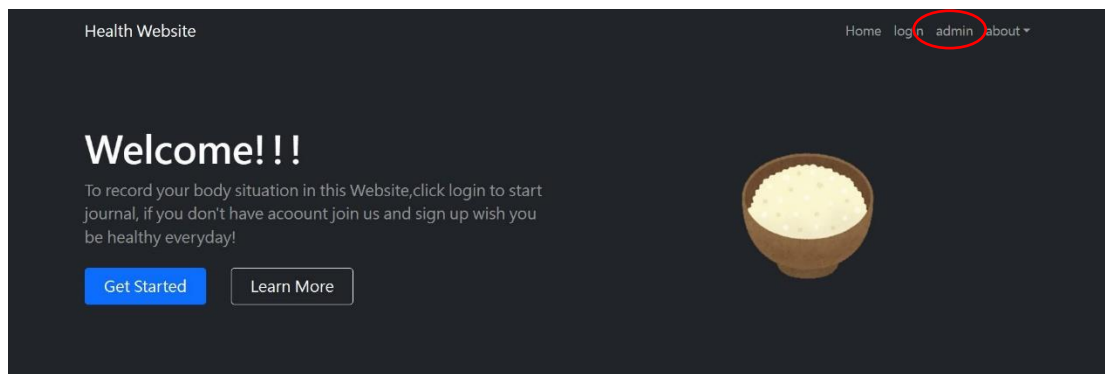 Health Website
Home login admin about
Welcome!!!
To record your body situation in this Website,click login to start
journal, if you don't have acoount join us and sign up wish you
be healthy everyday!
Get Started
Learn More